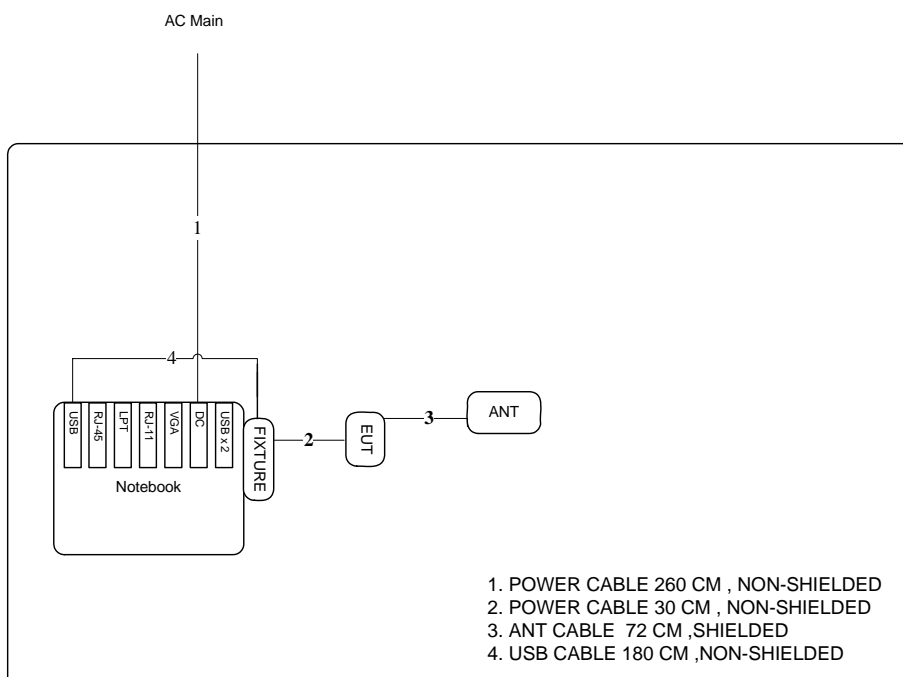 AC Main
1
4
USB
RJ-45
LPT
RJ-11
VGA
DC
USB x 2
FIXTURE
2
EUT
3
ANT
Notebook
1. POWER CABLE 260 CM , NON-SHIELDED
2. POWER CABLE 30 CM , NON-SHIELDED
3. ANT CABLE  72 CM ,SHIELDED
4. USB CABLE 180 CM ,NON-SHIELDED